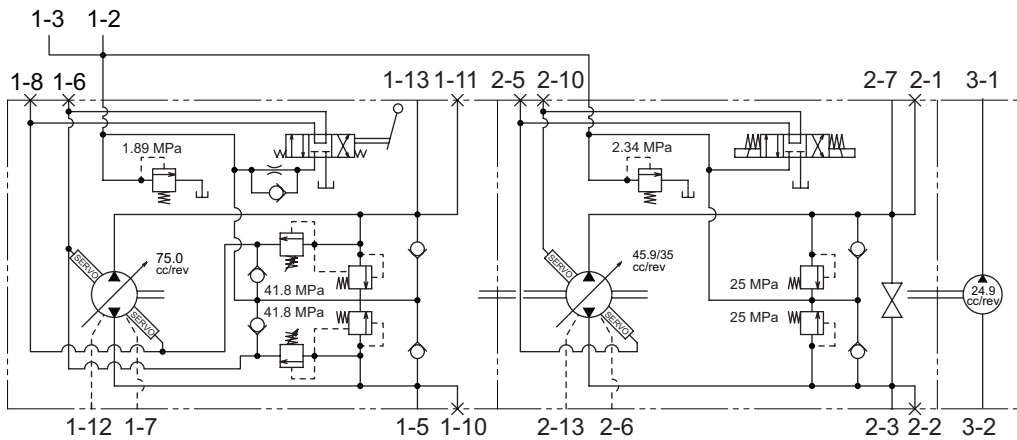 1-3 1-2
1-8 1-6 1-13 1-11 2-5 2-10 2-7 2-1 3-1
1.89 MPa 2.34 MPa
SERVO 75.0 cc/rev
SERVO 45.9/35 cc/rev
41.8 MPa 25 MPa 24.9 cc/rev
41.8 MPa 25 MPa
SERVO SERVO
1-12 1-7 1-5 1-10 2-13 2-6 2-3 2-2 3-2